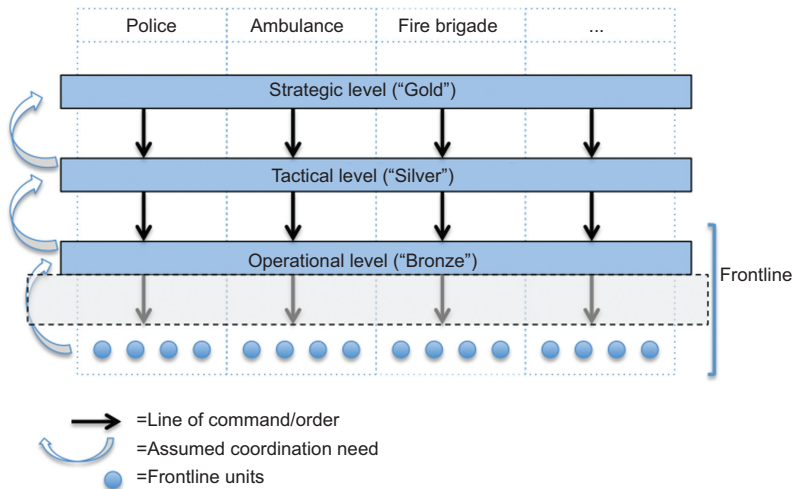 Police Ambulance Fire brigade ...
Strategic level (“Gold”)
Tactical level (“Silver”)
Operational level (“Bronze”)
Frontline
=Line of command/order
=Assumed coordination need
=Frontline units